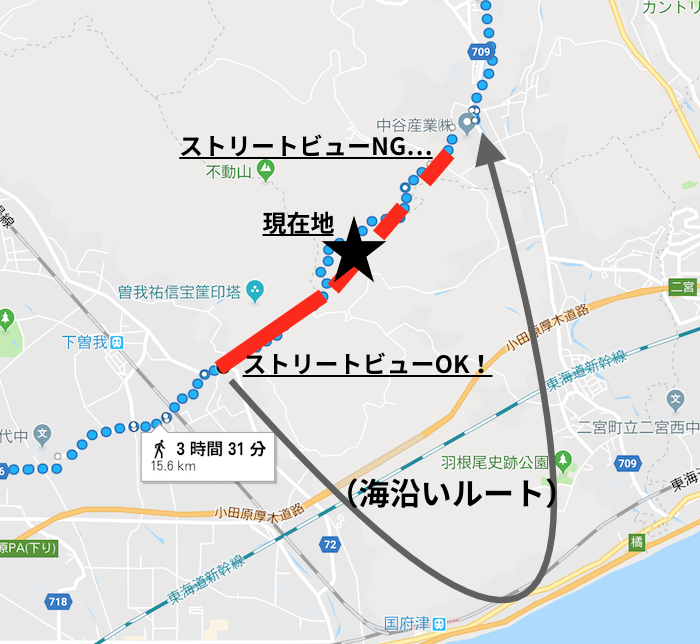 カントリ
709
中谷産業㈱
ストリートビューNG…
不動山
現在地
曽我祐信宝筐印塔
二宮
小田原厚木道路
下曽我
東海道新幹線
ストリートビューOK！
代中
二宮町立二宮西中
3 時間 31 分
15.6 km
羽根尾史跡公園
709
（海沿いルート）
東海
小田原厚木道路
原PA(下り)
72
橘
東海道新幹線
718
国府津